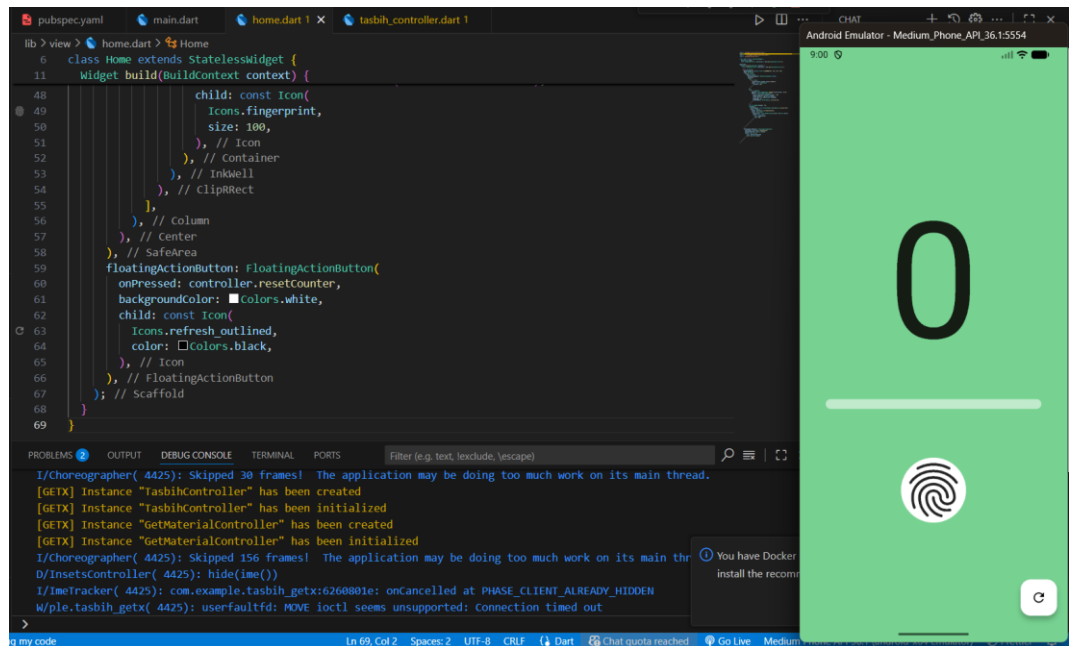 pubspec.yaml
main.dart
home.dart 1
tasbih_controller.dart 1
CHAT
lib > view > home.dart > Home
6 class Home extends StatelessWidget {
11 Widget build(BuildContext context) {
48 child: const Icon(
49 Icons.fingerprint,
50 size: 100,
51 ), // Icon
52 ), // Container
53 ), // InkWell
54 ), // ClipRRect
55 ],
56 ), // Column
57 ), // Center
58 ), // SafeArea
59 floatingActionButton: FloatingActionButton(
60 onPressed: controller.resetCounter,
61 backgroundColor: Colors.white,
62 child: const Icon(
63 Icons.refresh_outlined,
64 color: Colors.black,
65 ), // Icon
66 ), // FloatingActionButton
67 ); // Scaffold
68 }
69 }
PROBLEMS 2 OUTPUT DEBUG CONSOLE TERMINAL PORTS
Filter (e.g. text, !exclude, \escape)
I/Choreographer( 4425): Skipped 30 frames! The application may be doing too much work on its main thread.
[GETX] Instance "TasbihController" has been created
[GETX] Instance "TasbihController" has been initialized
[GETX] Instance "GetMaterialController" has been created
[GETX] Instance "GetMaterialController" has been initialized
I/Choreographer( 4425): Skipped 156 frames! The application may be doing too much work on its main thr
D/InsetsController( 4425): hide(ime())
I/ImeTracker( 4425): com.example.tasbih_getx:6260801e: onCancelled at PHASE_CLIENT_ALREADY_HIDDEN
W/ple.tasbih_getx( 4425): userfaultfd: MOVE ioctl seems unsupported: Connection timed out
>
You have Docker
install the recomm
g my code
Ln 69, Col 2 Spaces: 2 UTF-8 CRLF {} Dart Chat quota reached Go Live Medium
Android Emulator - Medium_Phone_API_36.1:5554
9:00
0